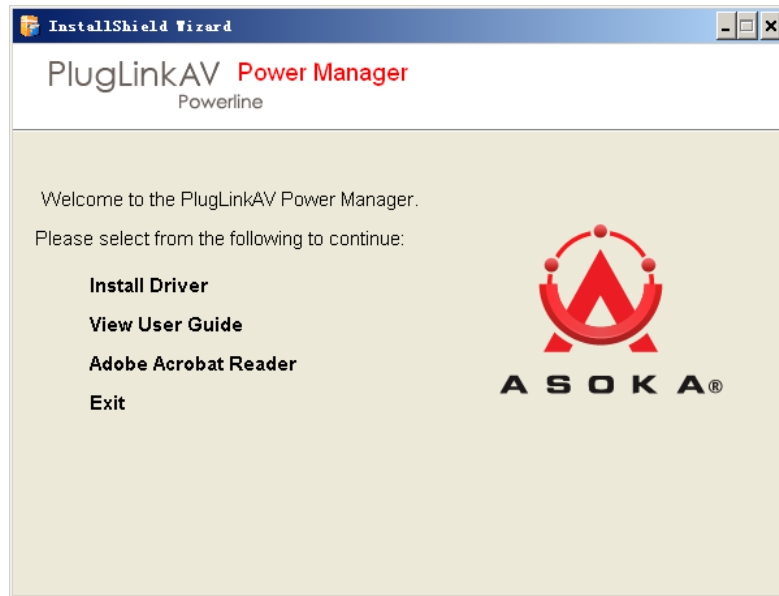 InstallShield Wizard
PlugLinkAV Power Manager
Powerline
Welcome to the PlugLinkAV Power Manager.
Please select from the following to continue:
Install Driver
View User Guide
Adobe Acrobat Reader
Exit
ASOKA®